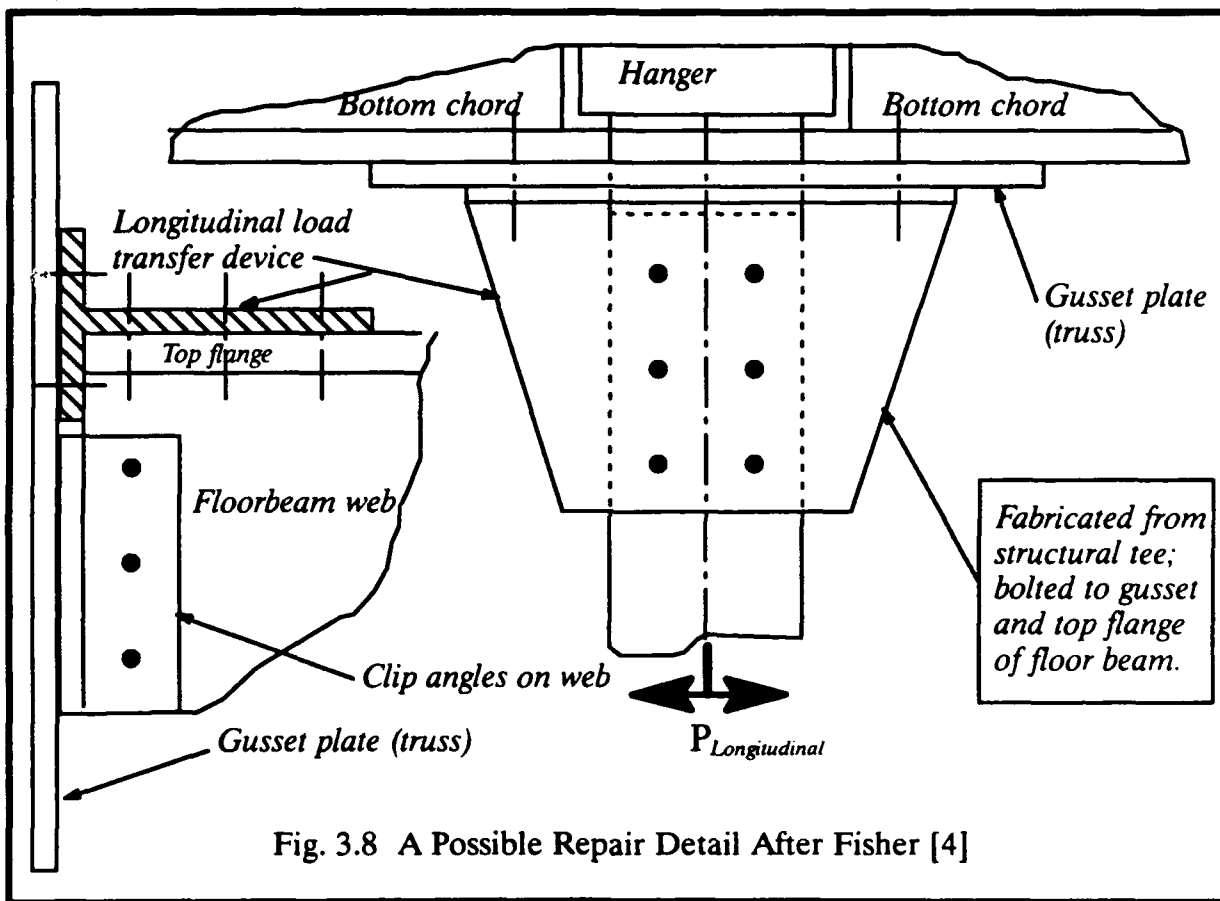 Hanger
Bottom chord
Bottom chord
Longitudinal load
transfer device
Gusset plate
(truss)
Top flange
Floorbeam web
Fabricated from
structural tee;
bolted to gusset
and top flange
of floor beam.
Clip angles on web
Gusset plate (truss)
P Longitudinal
Fig. 3.8 A Possible Repair Detail After Fisher [4]